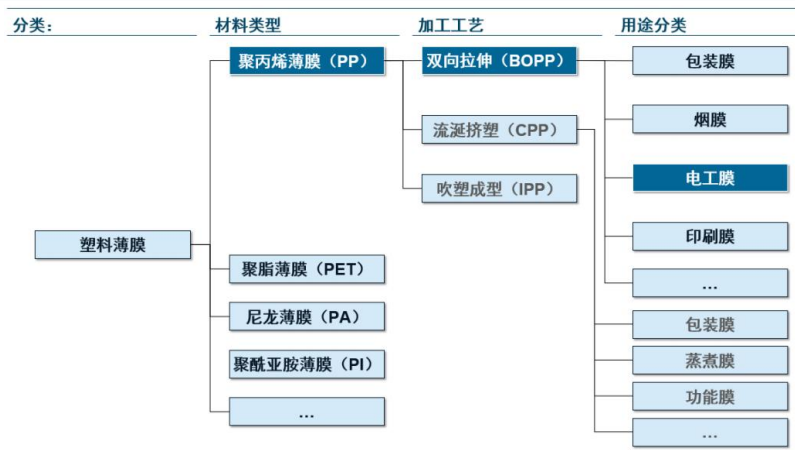 分类：
材料类型
加工工艺
用途分类
聚丙烯薄膜（PP）
双向拉伸（BOPP）
包装膜
烟膜
流涎挤塑（CPP）
电工膜
吹塑成型（IPP）
印刷膜
塑料薄膜
聚脂薄膜（PET）
...
尼龙薄膜（PA）
包装膜
聚酰亚胺薄膜（PI）
蒸煮膜
功能膜
...
...